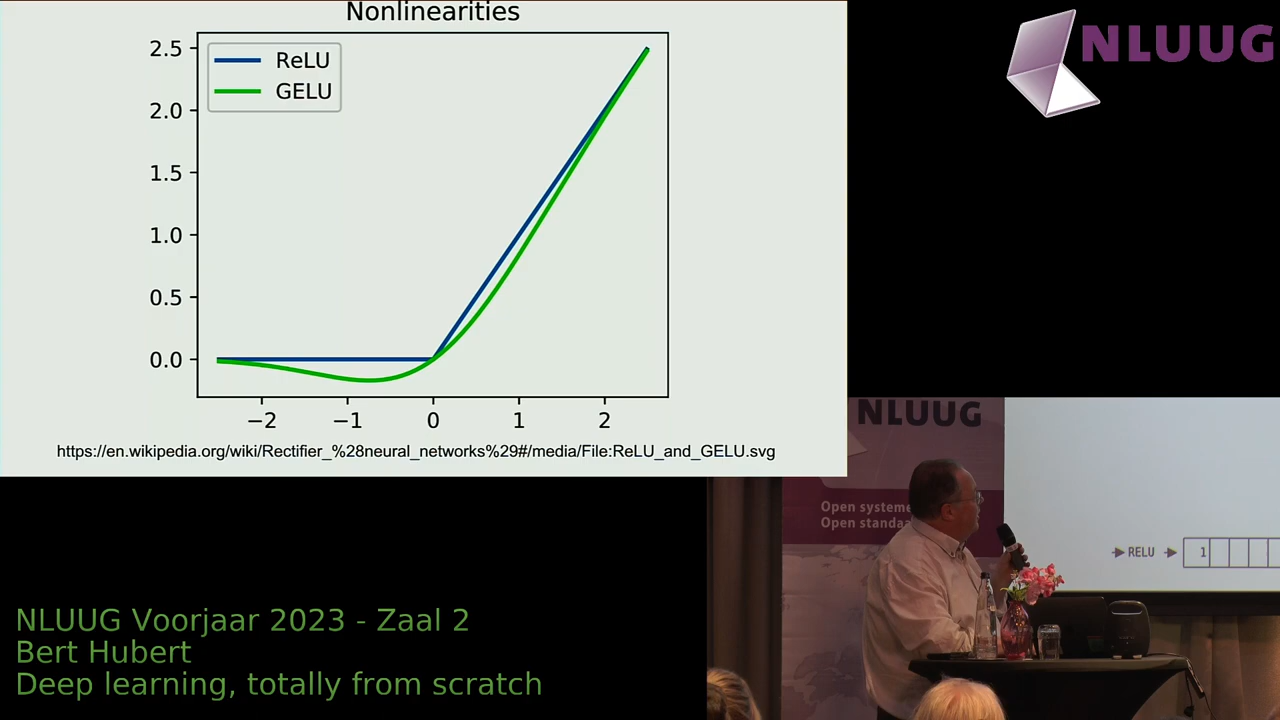 Nonlinearities
ReLU
GELU
2.5
2.0
1.5
1.0
0.5
0.0
−2 −1 0 1 2
https://en.wikipedia.org/wiki/Rectifier_%28neural_networks%29#/media/File:ReLU_and_GELU.svg
NLUUG
NLUUG
Open systeme
Open standaa
RELU
1
NLUUG Voorjaar 2023 - Zaal 2
Bert Hubert
Deep learning, totally from scratch